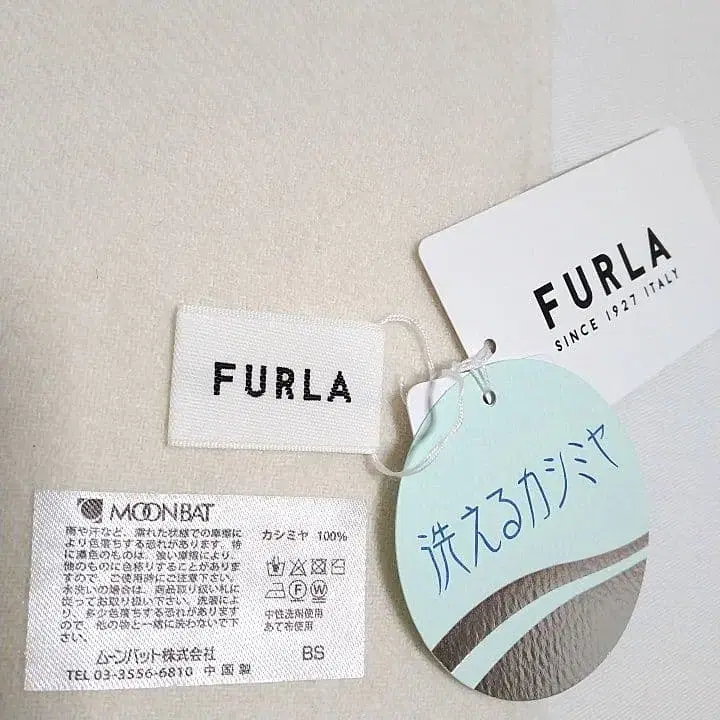 FURLA
SINCE 1927 ITALY
FURLA
洗えるカシミヤ
MOONBAT
雨や汗など、濡れた状態での摩擦に
より色落ちする恐れがあります。特
に濃色のものは、強い摩擦により、
他のものに色移りすることがありま
すので、ご使用時にご注意下さい。
水洗いの場合は、商品取り扱い札に
従ってお取り扱い下さい。洗濯によ
り、多少色落ちする恐れがあります
ので、他の物と一緒に洗わないで下
さい。
カシミヤ 100%
中性洗剤使用
あて布使用
ムーンバット株式会社 BS
TEL 03-3556-6810 中国製